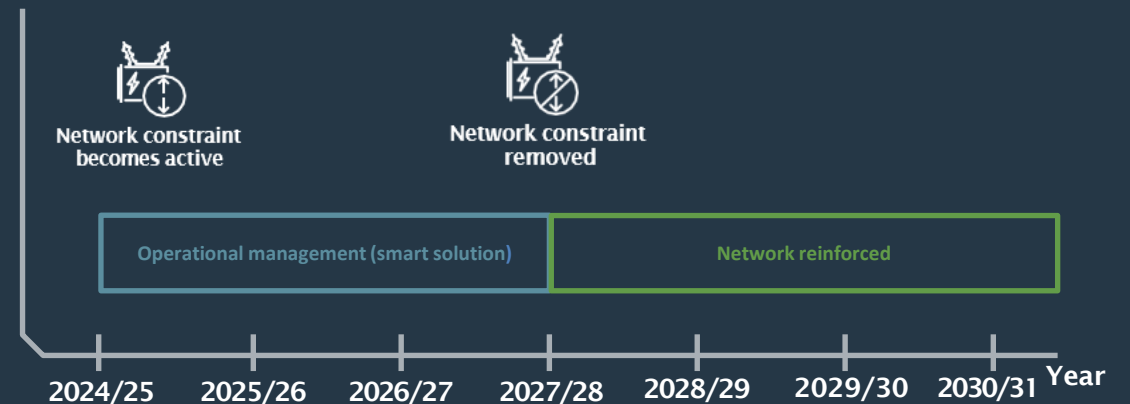 Network constraint
becomes active
Network constraint
removed
Operational management (smart solution)
Network reinforced
2024/25
2025/26
2026/27
2027/28
2028/29
2029/30
2030/31
Year